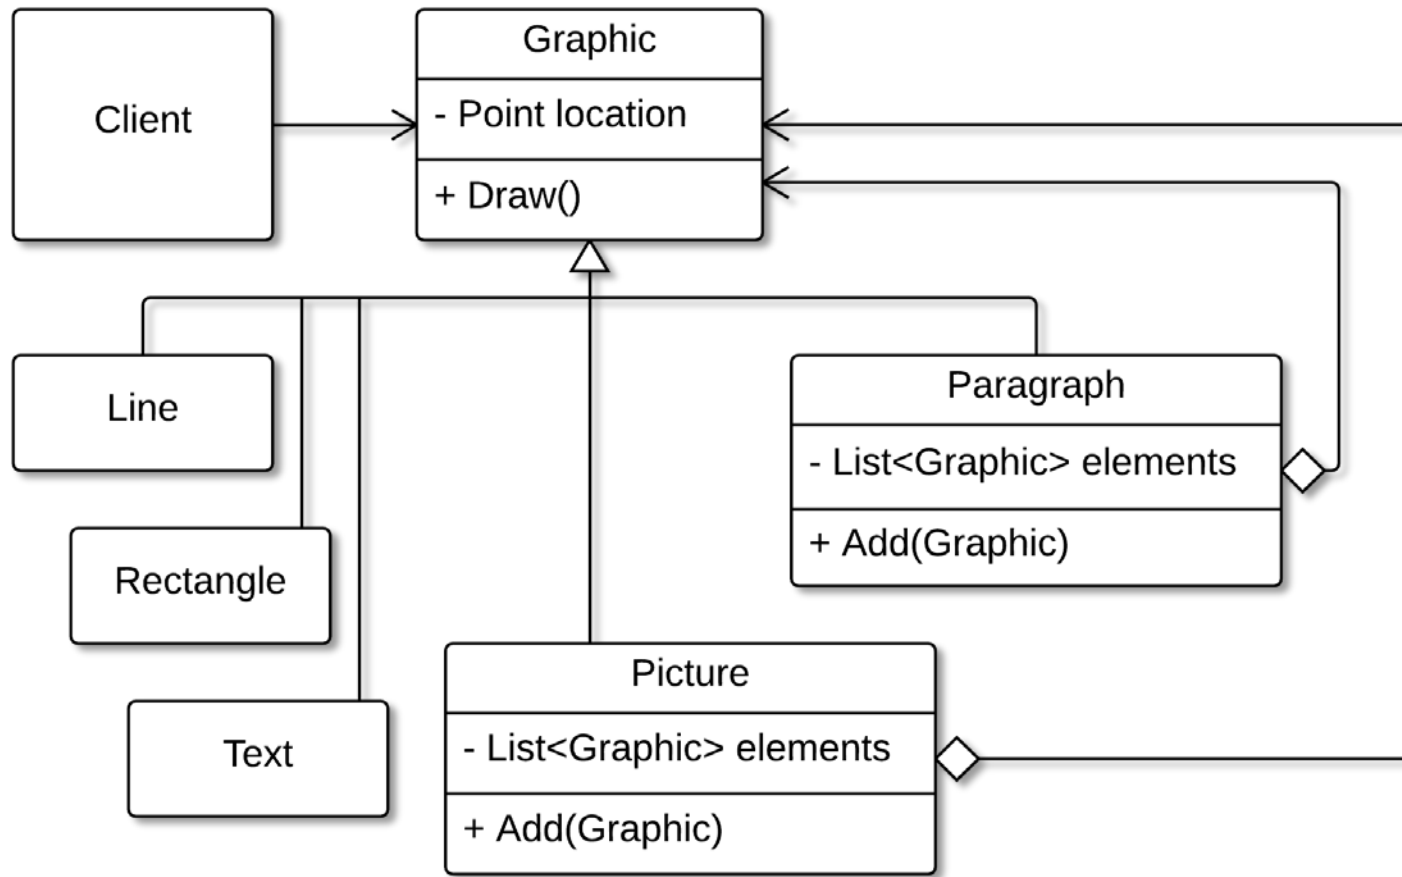 Client
Graphic
- Point location
+ Draw()
Line
Rectangle
Text
Paragraph
- List<Graphic> elements
+ Add(Graphic)
Picture
- List<Graphic> elements
+ Add(Graphic)